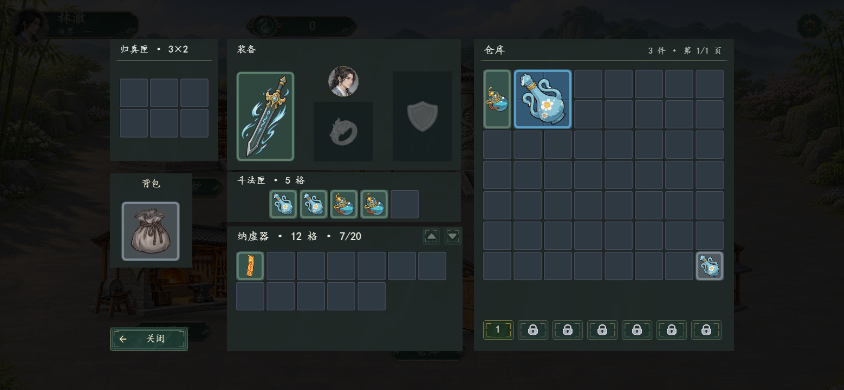 归真匣 · 3×2
装备
仓库
3 件 · 第 1/1 页
背包
斗法匣 · 5 格
纳虚器 · 12 格 · 7/20
1
← 关闭
0